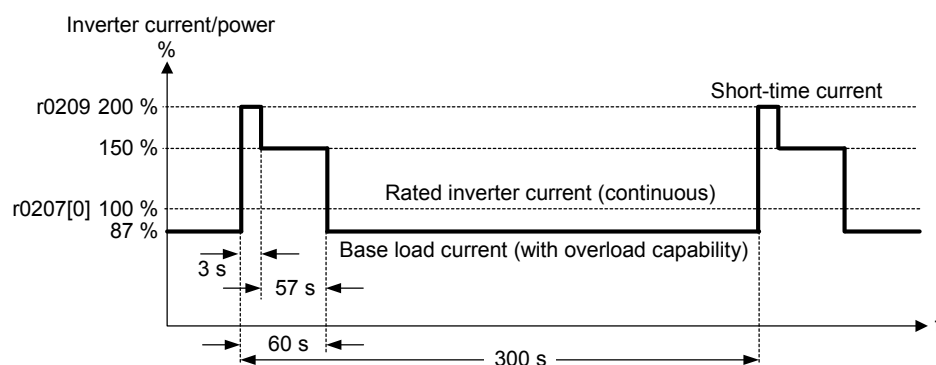 Inverter current/power
%
Short-time current
r0209 200 %
150 %
Rated inverter current (continuous)
r0207[0] 100 %
87 %
Base load current (with overload capability)
3 s
57 s
60 s
300 s